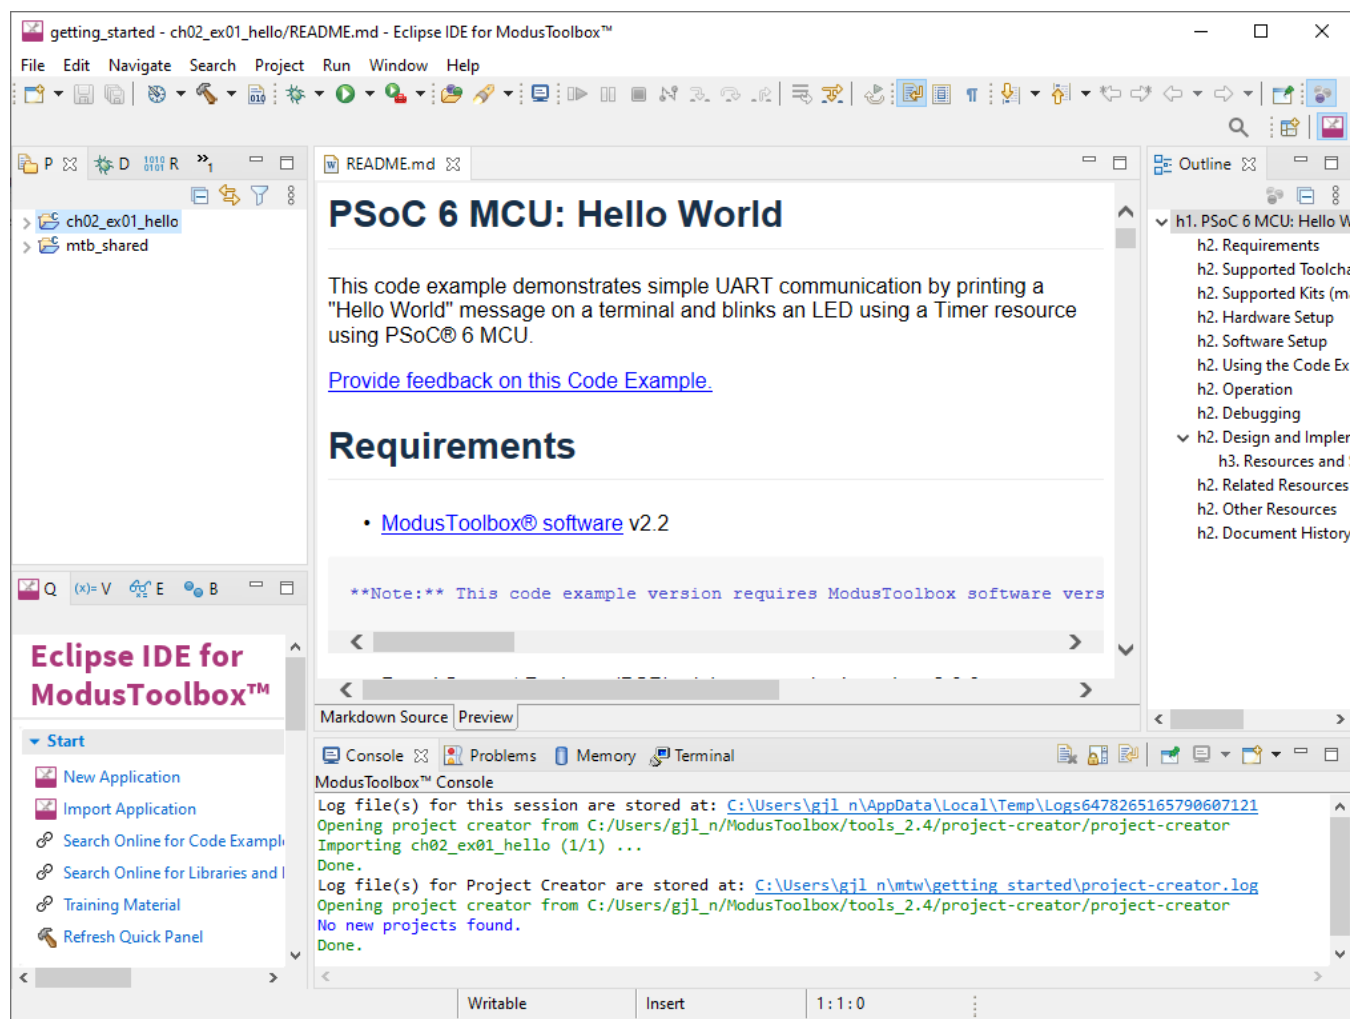 getting_started - ch02_ex01_hello/README.md - Eclipse IDE for ModusToolbox™
File Edit Navigate Search Project Run Window Help
P D R »1
ch02_ex01_hello
mtb_shared
README.md
PSoC 6 MCU: Hello World
This code example demonstrates simple UART communication by printing a
"Hello World" message on a terminal and blinks an LED using a Timer resource
using PSoC® 6 MCU.
Provide feedback on this Code Example.
Requirements
• ModusToolbox® software v2.2
**Note:** This code example version requires ModusToolbox software vers
Markdown Source Preview
Outline
h1. PSoC 6 MCU: Hello W
h2. Requirements
h2. Supported Toolcha
h2. Supported Kits (ma
h2. Hardware Setup
h2. Software Setup
h2. Using the Code Ex
h2. Operation
h2. Debugging
h2. Design and Impler
h3. Resources and
h2. Related Resources
h2. Other Resources
h2. Document History
Q (x)= V E B
Eclipse IDE for
ModusToolbox™
Start
New Application
Import Application
Search Online for Code Exampl
Search Online for Libraries and
Training Material
Refresh Quick Panel
Console Problems Memory Terminal
ModusToolbox™ Console
Log file(s) for this session are stored at: C:\Users\gjl_n\AppData\Local\Temp\Logs6478265165790607121
Opening project creator from C:/Users/gjl_n/ModusToolbox/tools_2.4/project-creator/project-creator
Importing ch02_ex01_hello (1/1) ...
Done.
Log file(s) for Project Creator are stored at: C:\Users\gjl_n\mtw\getting_started\project-creator.log
Opening project creator from C:/Users/gjl_n/ModusToolbox/tools_2.4/project-creator/project-creator
No new projects found.
Done.
Writable Insert 1:1:0